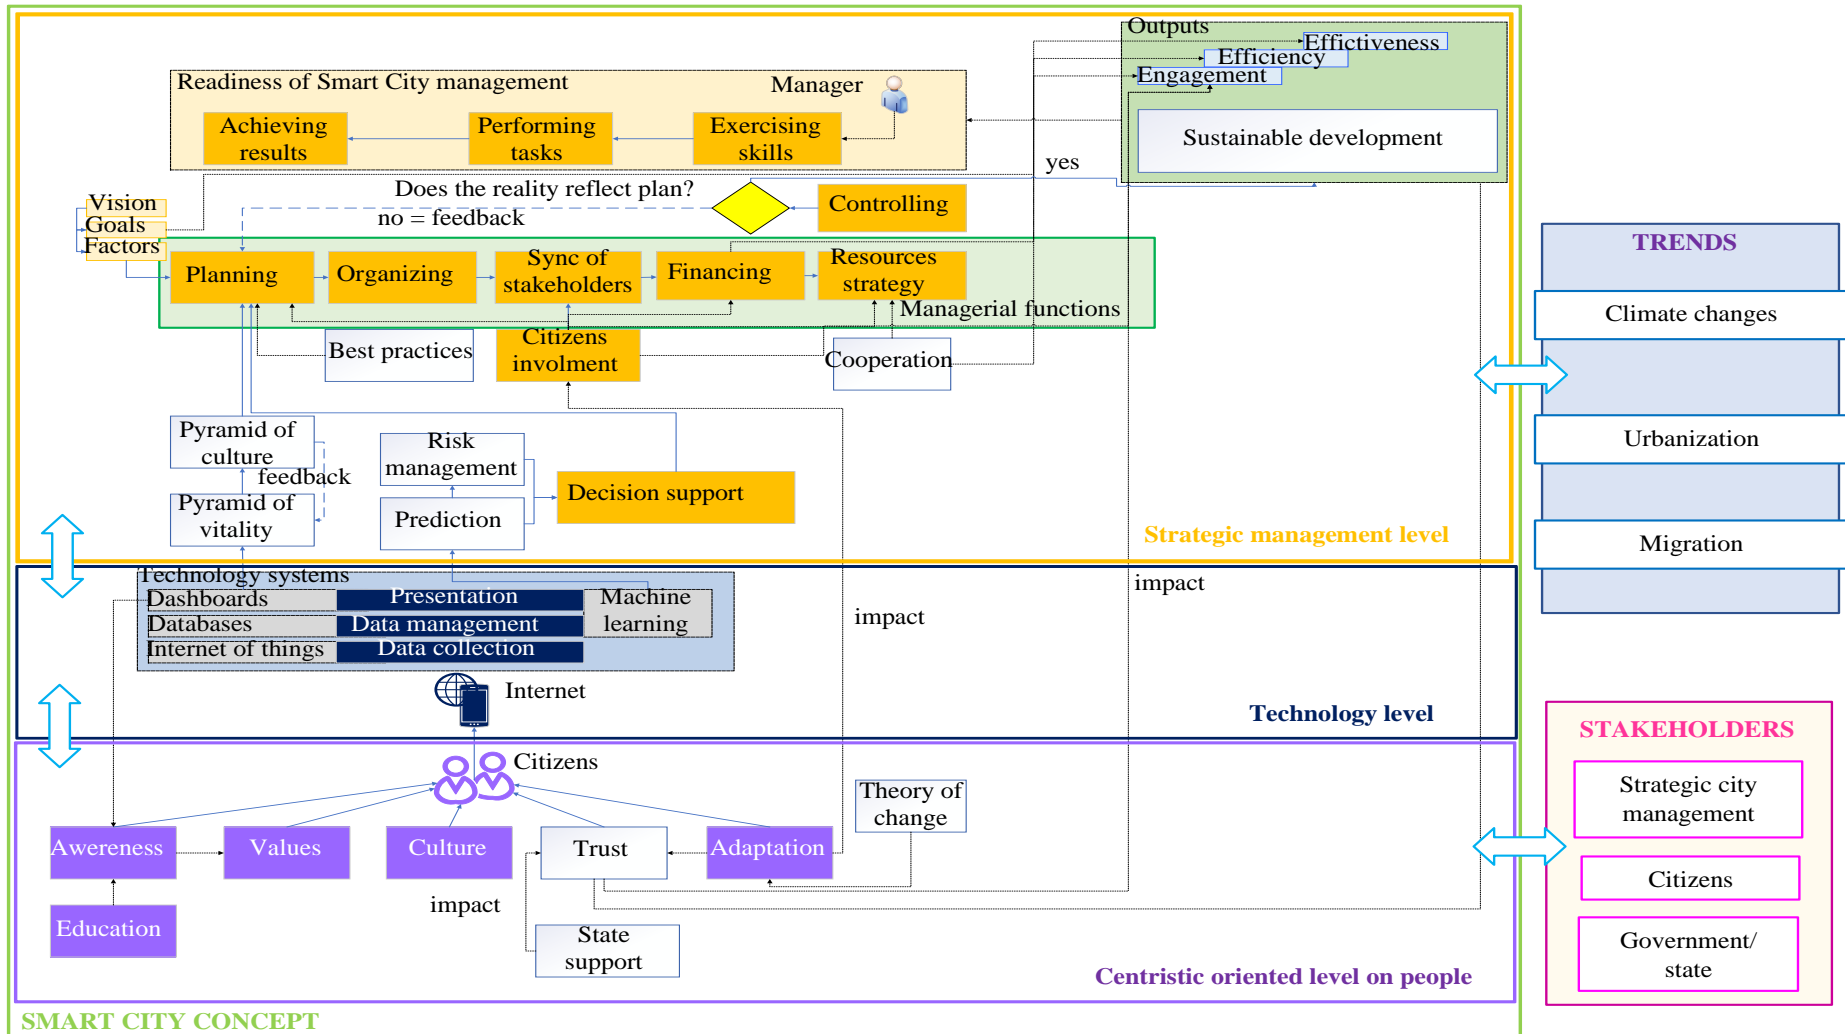 Outputs
Effictiveness
Efficiency
Engagement
Sustainable development
Readiness of Smart City management
Manager
Achieving
results
Performing
tasks
Exercising
skills
yes
Does the reality reflect plan?
no = feedback
Controlling
Vision
Goals
Factors
Planning
Organizing
Sync of
stakeholders
Financing
Resources
strategy
Managerial functions
Best practices
Citizens
involment
Cooperation
Pyramid of
culture
feedback
Pyramid of
vitality
Risk
management
Prediction
Decision support
Strategic management level
Technology systems
Dashboards
Presentation
Machine
learning
Databases
Data management
Internet of things
Data collection
impact
impact
Internet
Technology level
Citizens
Theory of
change
Awereness
Values
Culture
Trust
Adaptation
impact
Education
State
support
Centristic oriented level on people
SMART CITY CONCEPT
TRENDS
Climate changes
Urbanization
Migration
STAKEHOLDERS
Strategic city
management
Citizens
Government/
state